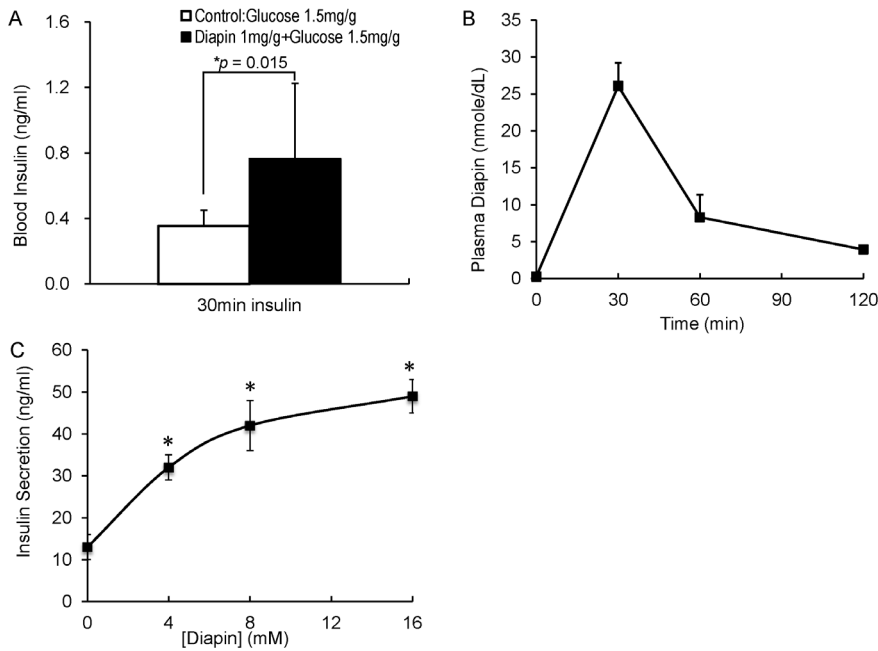 A
Control:Glucose 1.5mg/g
Diapin 1mg/g+Glucose 1.5mg/g
*p = 0.015
Blood Insulin (ng/ml)
1.6
1.2
0.8
0.4
0.0
30min insulin
B
Plasma Diapin (nmole/dL)
35
30
25
20
15
10
5
0
0 30 60 90 120
Time (min)
C
Insulin Secretion (ng/ml)
60
50
40
30
20
10
0
* * *
0 4 8 12 16
[Diapin] (mM)